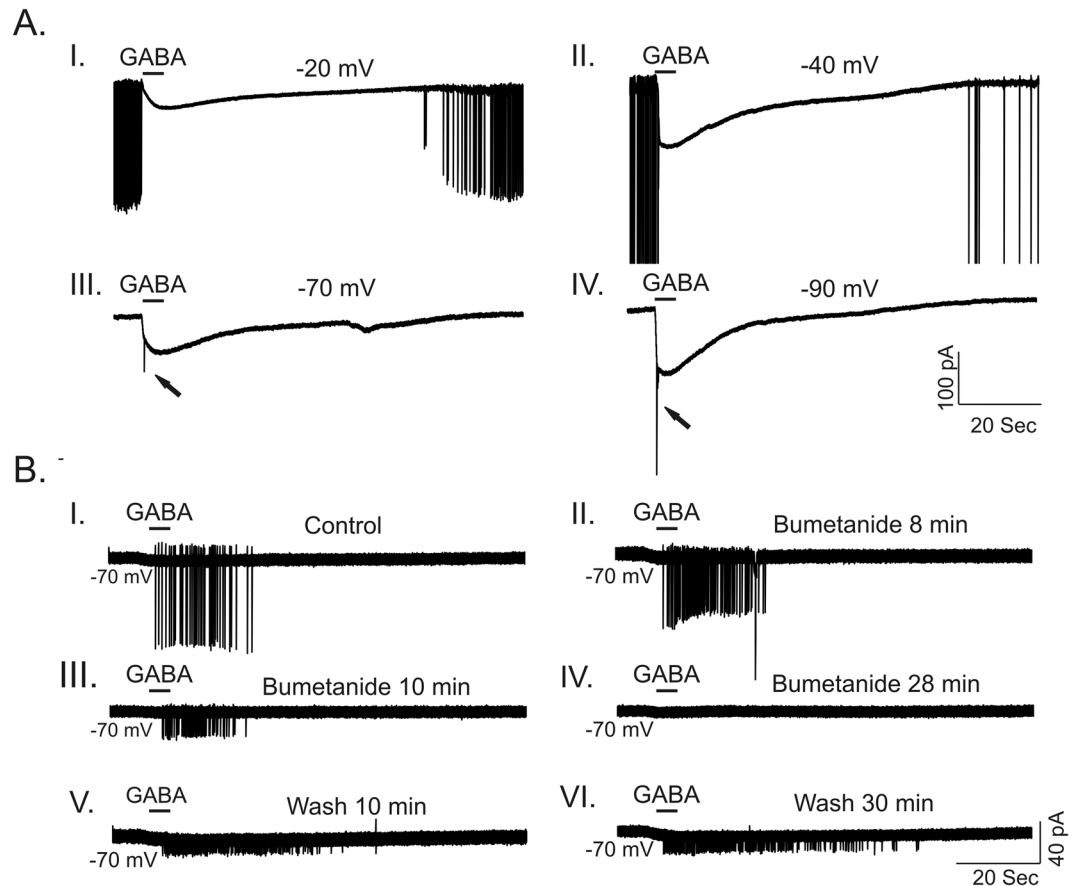 A.
I.
GABA
-20 mV
II.
GABA
-40 mV
III.
GABA
-70 mV
IV.
GABA
-90 mV
100 pA
20 Sec
B.
I.
GABA
Control
-70 mV
II.
GABA
Bumetanide 8 min
-70 mV
III.
GABA
Bumetanide 10 min
-70 mV
IV.
GABA
Bumetanide 28 min
-70 mV
V.
GABA
Wash 10 min
-70 mV
VI.
GABA
Wash 30 min
-70 mV
40 pA
20 Sec